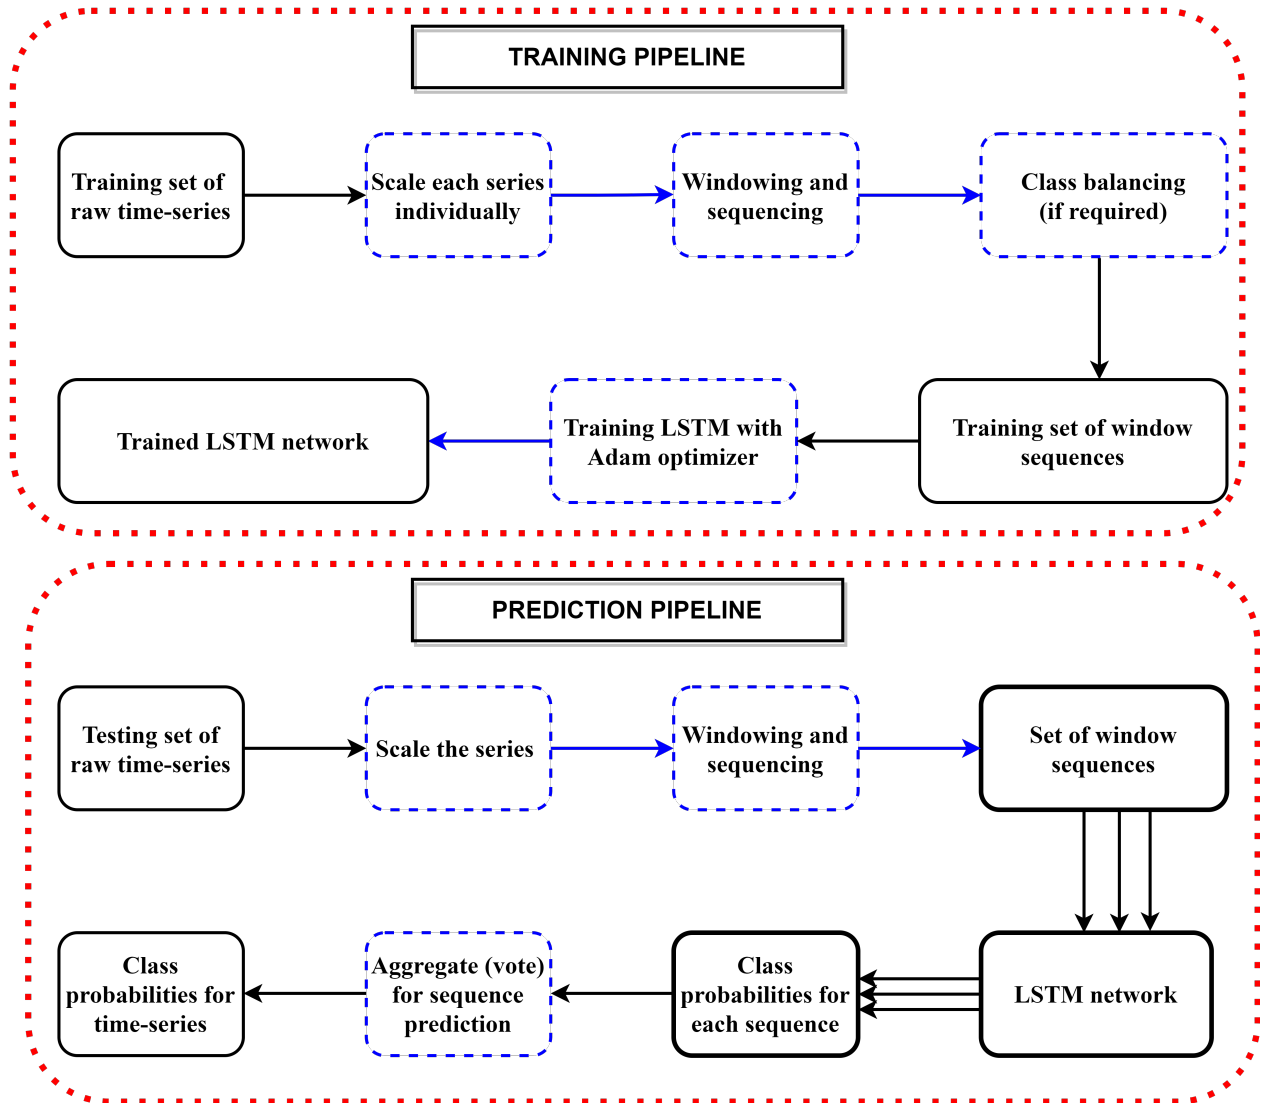 TRAINING PIPELINE
Training set of
raw time-series
Scale each series
individually
Windowing and
sequencing
Class balancing
(if required)
Trained LSTM network
Training LSTM with
Adam optimizer
Training set of window
sequences
PREDICTION PIPELINE
Testing set of
raw time-series
Scale the series
Windowing and
sequencing
Set of window
sequences
Class
probabilities for
time-series
Aggregate (vote)
for sequence
prediction
Class
probabilities for
each sequence
LSTM network